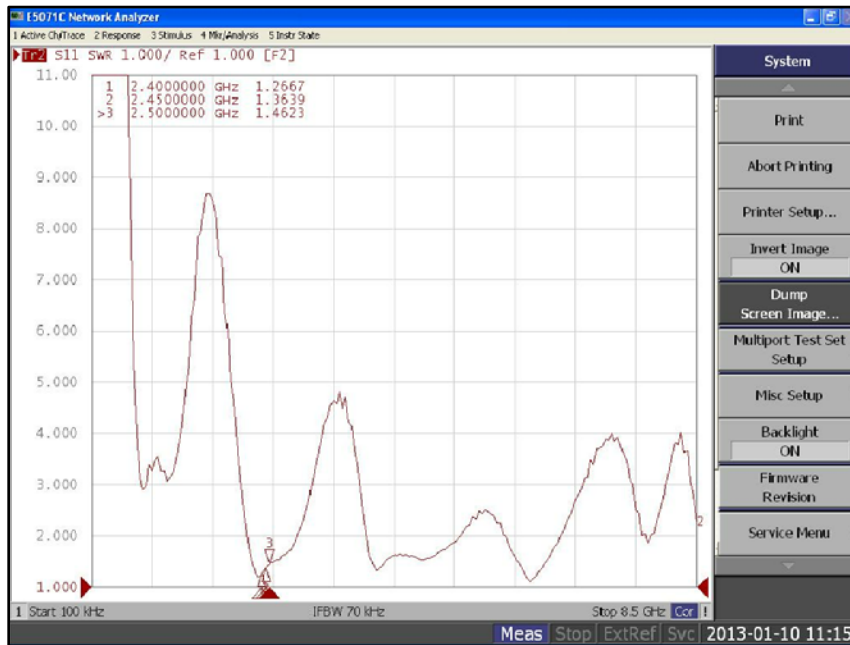 E5071C Network Analyzer
1 Active Ch/Trace 2 Response 3 Stimulus 4 Mkr/Analysis 5 Instr State
Tr2 S11 SWR 1.000/ Ref 1.000 [F2]
11.00
1 2.4000000 GHz 1.2667
2 2.4500000 GHz 1.3639
>3 2.5000000 GHz 1.4623
10.00
9.000
8.000
7.000
6.000
5.000
4.000
3.000
2.000
1.000
3
2
1 Start 100 kHz IFBW 70 kHz Stop 8.5 GHz Cor !
System
Print
Abort Printing
Printer Setup...
Invert Image
ON
Dump
Screen Image...
Multiport Test Set
Setup
Misc Setup
Backlight
ON
Firmware
Revision
Service Menu
Meas Stop ExtRef Svc 2013-01-10 11:15